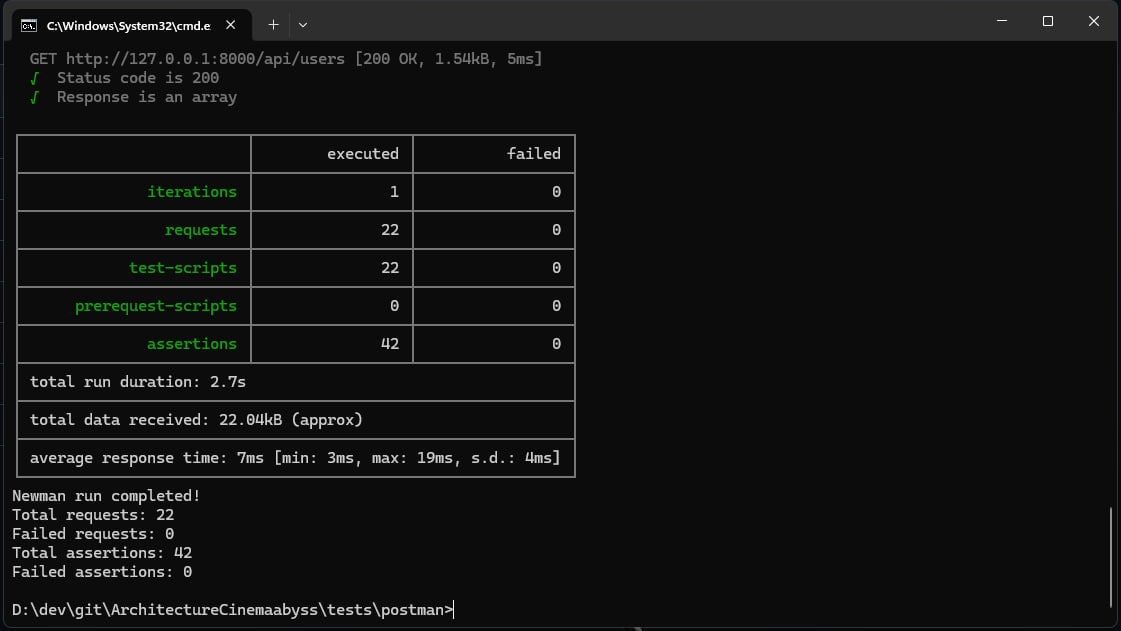 C:\Windows\System32\cmd.e
GET http://127.0.0.1:8000/api/users [200 OK, 1.54kB, 5ms]
√ Status code is 200
√ Response is an array
executed failed
iterations 1 0
requests 22 0
test-scripts 22 0
prerequest-scripts 0 0
assertions 42 0
total run duration: 2.7s
total data received: 22.04kB (approx)
average response time: 7ms [min: 3ms, max: 19ms, s.d.: 4ms]
Newman run completed!
Total requests: 22
Failed requests: 0
Total assertions: 42
Failed assertions: 0
D:\dev\git\ArchitectureCinemaabyss\tests\postman>